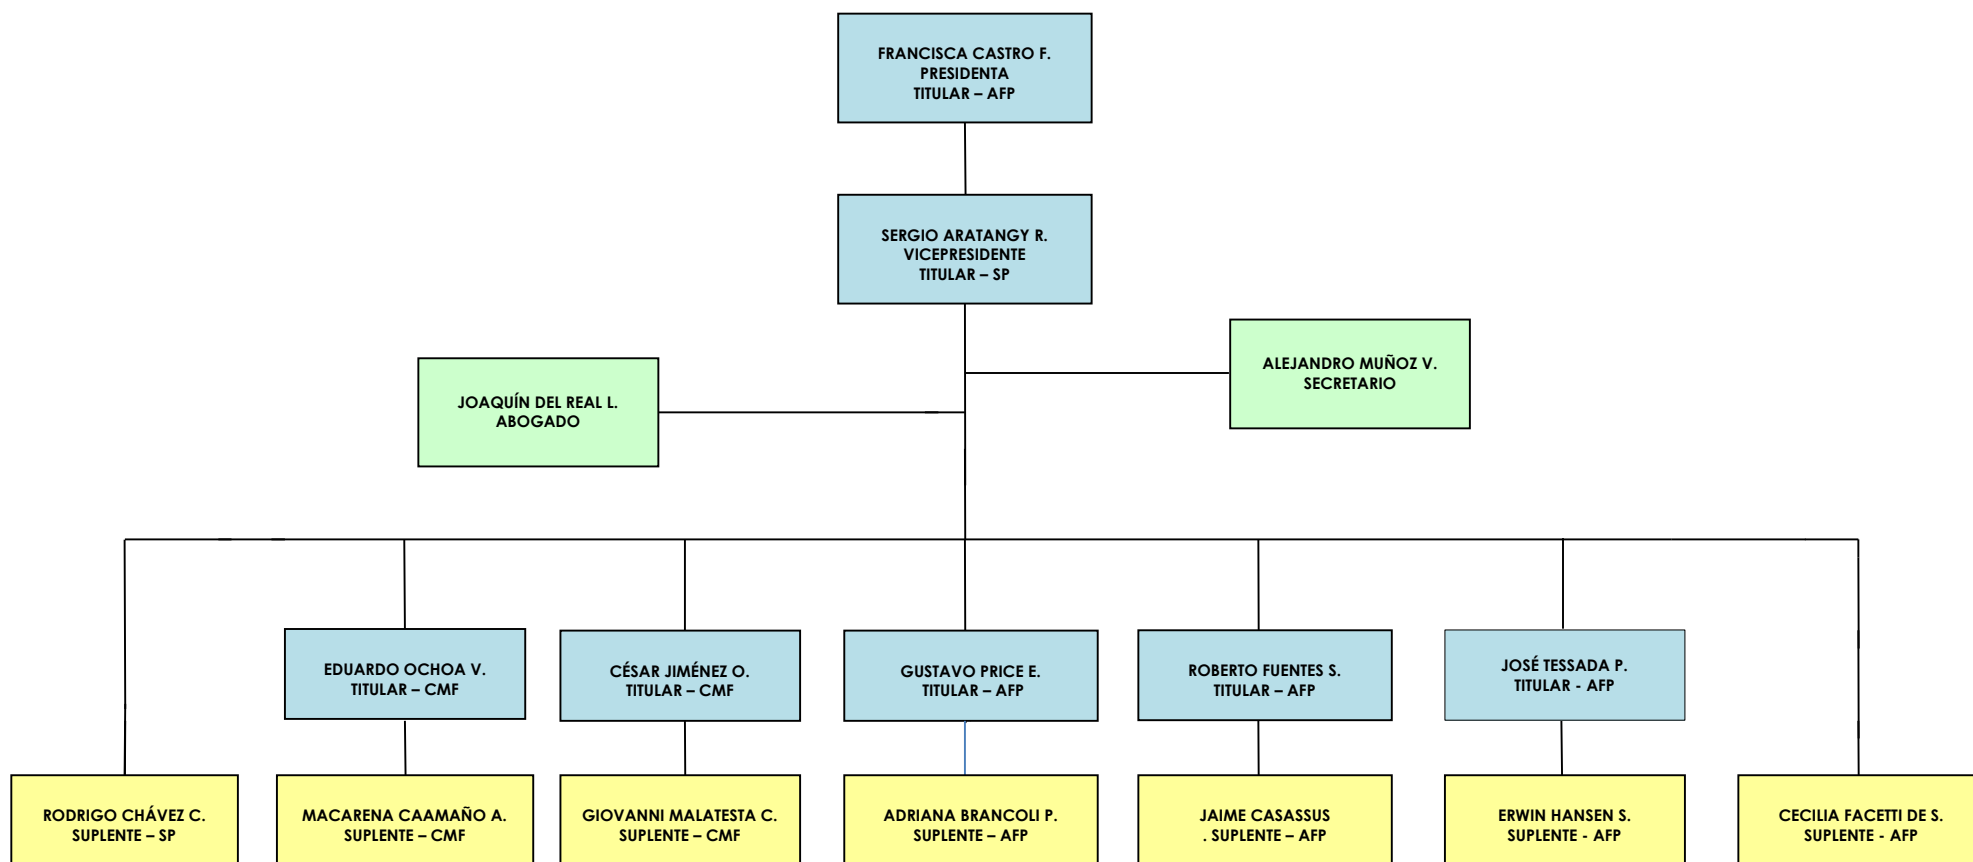 FRANCISCA CASTRO F.
PRESIDENTA
TITULAR – AFP
SERGIO ARATANGY R.
VICEPRESIDENTE
TITULAR – SP
ALEJANDRO MUÑOZ V.
SECRETARIO
JOAQUÍN DEL REAL L.
ABOGADO
EDUARDO OCHOA V.
TITULAR – CMF
CÉSAR JIMÉNEZ O.
TITULAR – CMF
GUSTAVO PRICE E.
TITULAR – AFP
ROBERTO FUENTES S.
TITULAR – AFP
JOSÉ TESSADA P.
TITULAR - AFP
RODRIGO CHÁVEZ C.
SUPLENTE – SP
MACARENA CAAMAÑO A.
SUPLENTE – CMF
GIOVANNI MALATESTA C.
SUPLENTE – CMF
ADRIANA BRANCOLI P.
SUPLENTE – AFP
JAIME CASASSUS
. SUPLENTE – AFP
ERWIN HANSEN S.
SUPLENTE - AFP
CECILIA FACETTI DE S.
SUPLENTE - AFP